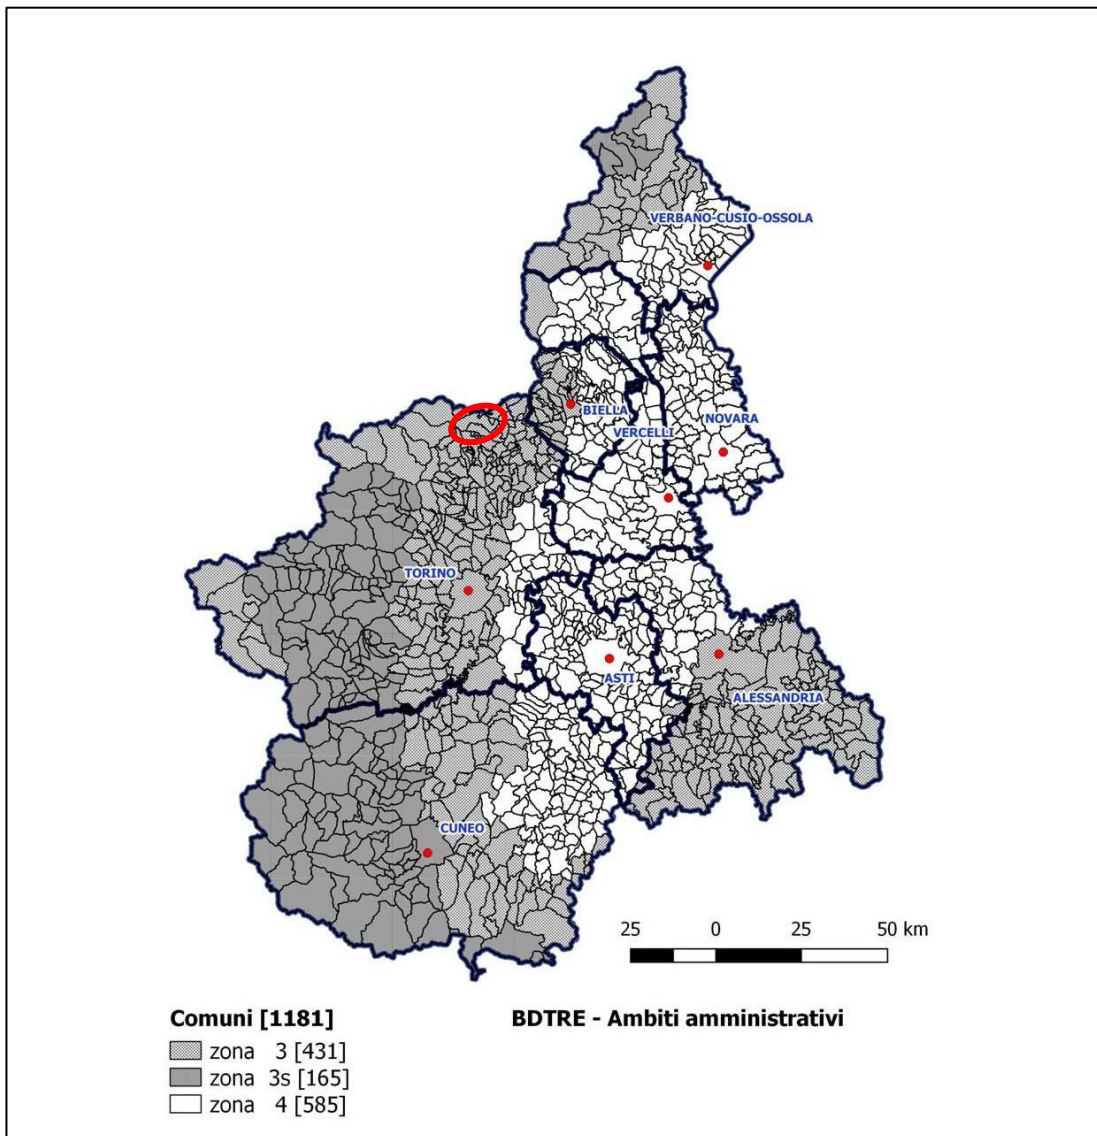 VERBANO-CUSIO-OSSOLA
BIELLA
NOVARA
VERCELLI
TORINO
ASTI
ALESSANDRIA
CUNEO
25 0 25 50 km
Comuni [1181]
BDTRE - Ambiti amministrativi
zona 3 [431]
zona 3s [165]
zona 4 [585]